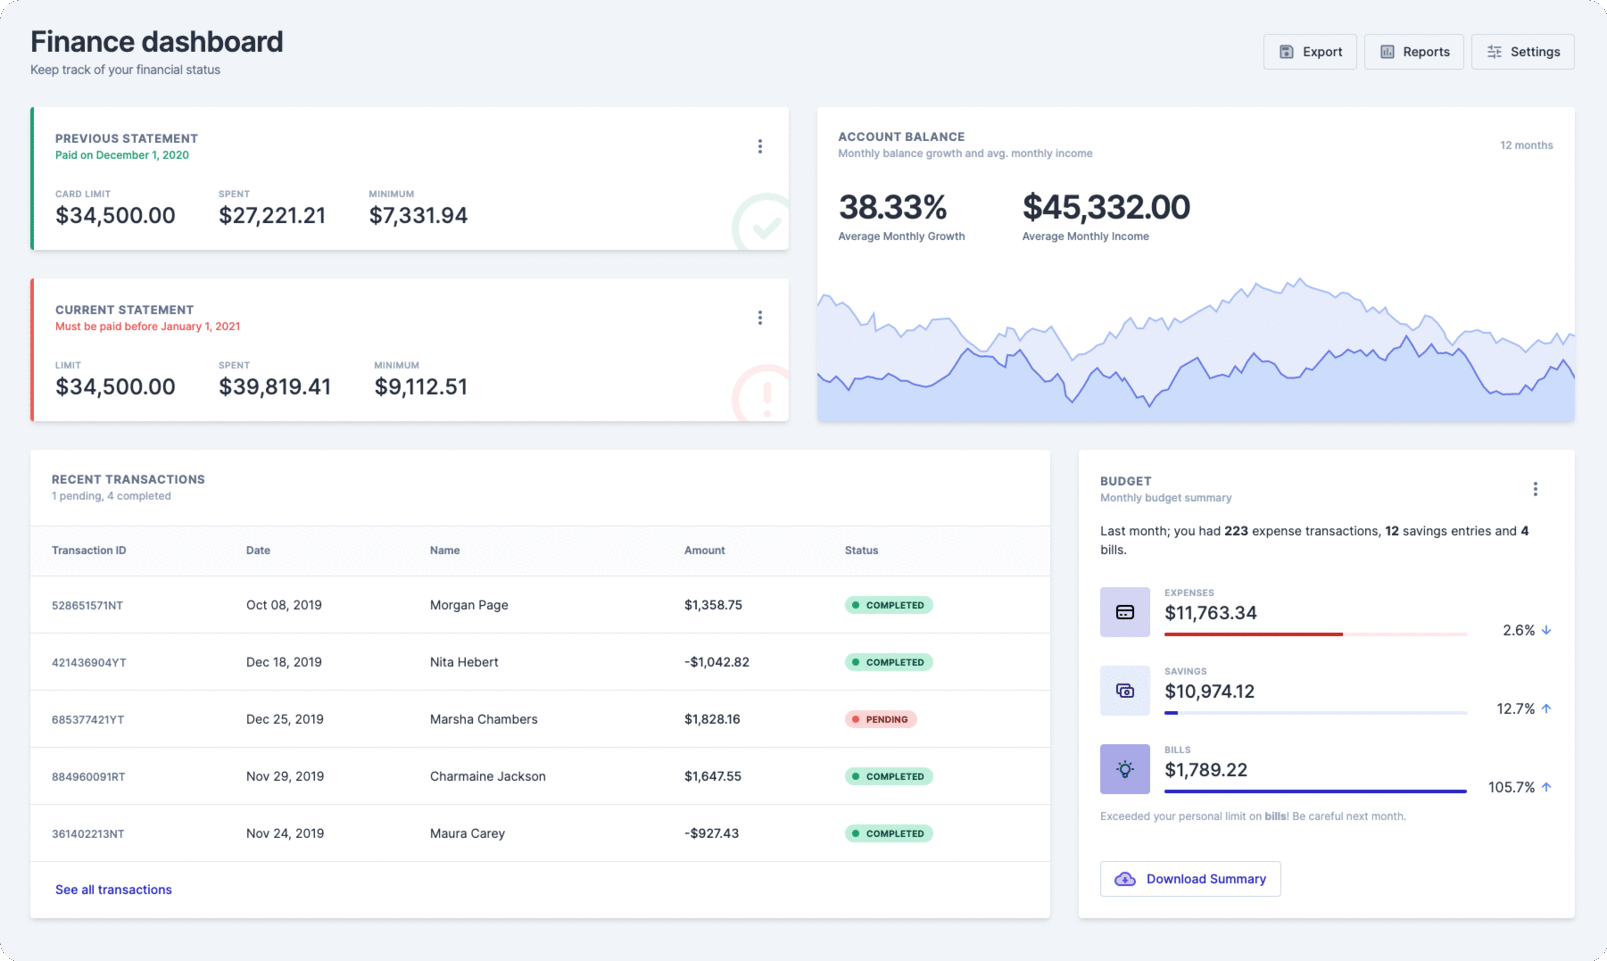 Finance dashboard
Keep track of your financial status
Export
Reports
Settings
PREVIOUS STATEMENT
Paid on December 1, 2020
CARD LIMIT
$34,500.00
SPENT
$27,221.21
MINIMUM
$7,331.94
CURRENT STATEMENT
Must be paid before January 1, 2021
LIMIT
$34,500.00
SPENT
$39,819.41
MINIMUM
$9,112.51
ACCOUNT BALANCE
Monthly balance growth and avg. monthly income
12 months
38.33%
Average Monthly Growth
$45,332.00
Average Monthly Income
RECENT TRANSACTIONS
1 pending, 4 completed
Transaction ID Date Name Amount Status
528651571NT Oct 08, 2019 Morgan Page $1,358.75 COMPLETED
421436904YT Dec 18, 2019 Nita Hebert -$1,042.82 COMPLETED
685377421YT Dec 25, 2019 Marsha Chambers $1,828.16 PENDING
884960091RT Nov 29, 2019 Charmaine Jackson $1,647.55 COMPLETED
361402213NT Nov 24, 2019 Maura Carey -$927.43 COMPLETED
See all transactions
BUDGET
Monthly budget summary
Last month; you had 223 expense transactions, 12 savings entries and 4
bills.
EXPENSES
$11,763.34
2.6%
SAVINGS
$10,974.12
12.7%
BILLS
$1,789.22
105.7%
Exceeded your personal limit on bills! Be careful next month.
Download Summary